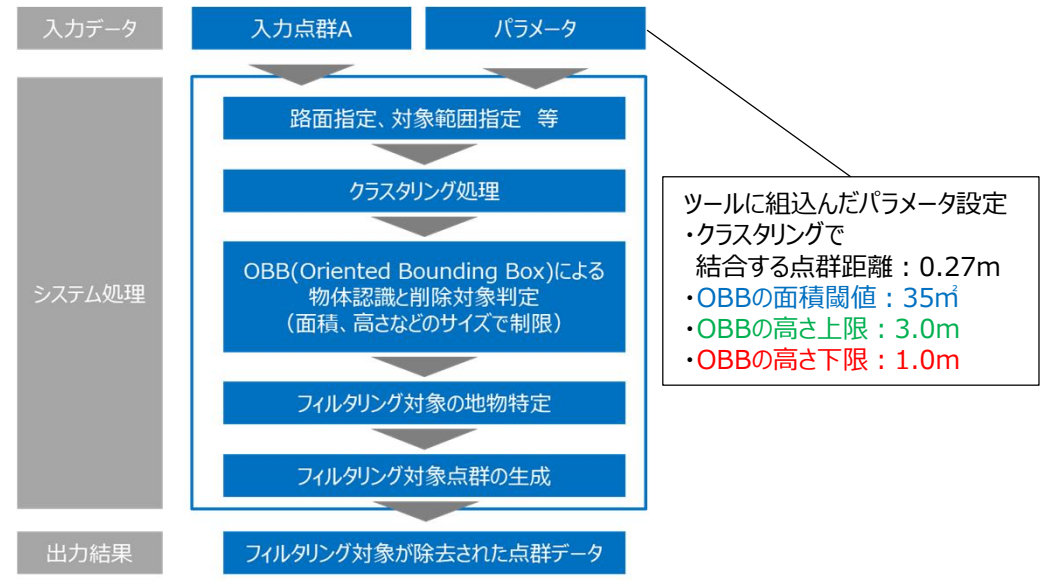 入力データ
入力点群A
パラメータ
システム処理
路面指定、対象範囲指定　等
クラスタリング処理
OBB(Oriented Bounding Box)による
物体認識と削除対象判定
（面積、高さなどのサイズで制限）
フィルタリング対象の地物特定
フィルタリング対象点群の生成
出力結果
フィルタリング対象が除去された点群データ
ツールに組込んだパラメータ設定
・クラスタリングで
結合する点群距離：0.27m
・OBBの面積閾値：35㎡
・OBBの高さ上限：3.0m
・OBBの高さ下限：1.0m